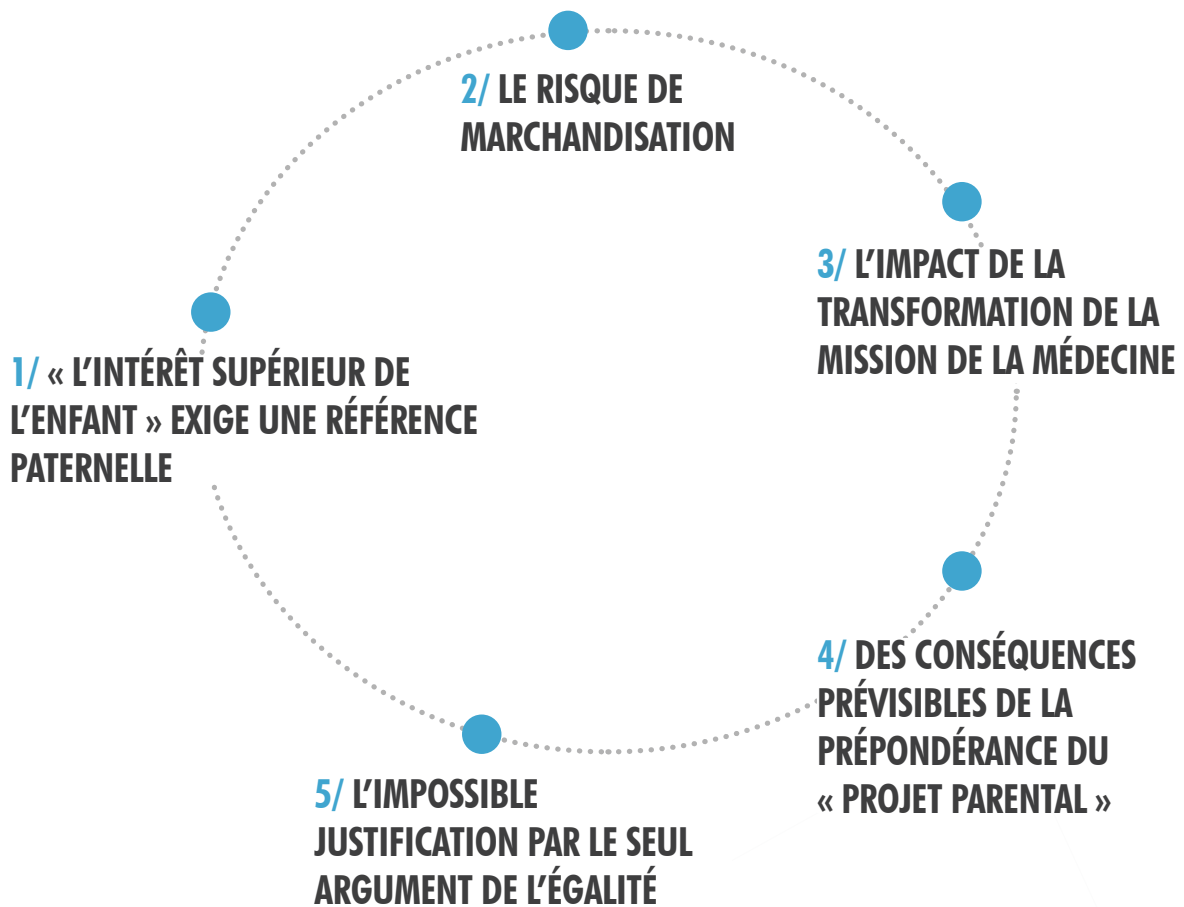 1/ « L'INTÉRÊT SUPÉRIEUR DE
L'ENFANT » EXIGE UNE RÉFÉRENCE
PATERNELLE
2/ LE RISQUE DE
MARCHANDISATION
3/ L'IMPACT DE LA
TRANSFORMATION DE LA
MISSION DE LA MÉDECINE
4/ DES CONSÉQUENCES
PRÉVISIBLES DE LA
PRÉPONDÉRANCE DU
« PROJET PARENTAL »
5/ L'IMPOSSIBLE
JUSTIFICATION PAR LE SEUL
ARGUMENT DE L'ÉGALITÉ